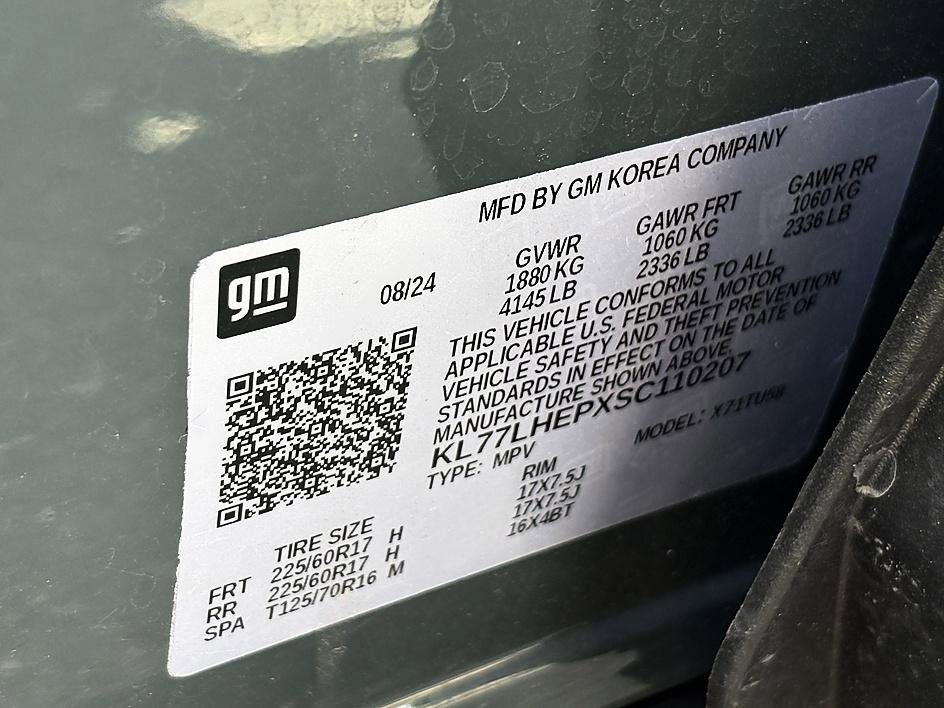 MFD BY GM KOREA COMPANY
gm
08/24
GVWR GAWR FRT GAWR RR
1880 KG 1060 KG 1060 KG
4145 LB 2336 LB 2336 LB
THIS VEHICLE CONFORMS TO ALL
APPLICABLE U.S. FEDERAL MOTOR
VEHICLE SAFETY AND THEFT PREVENTION
STANDARDS IN EFFECT ON THE DATE OF
MANUFACTURE SHOWN ABOVE.
KL77LHEPXSC110207
TYPE: MPV MODEL: X71TU58
TIRE SIZE RIM
FRT 225/60R17 H 17X7.5J
RR 225/60R17 H 17X7.5J
SPA T125/70R16 M 16X4BT